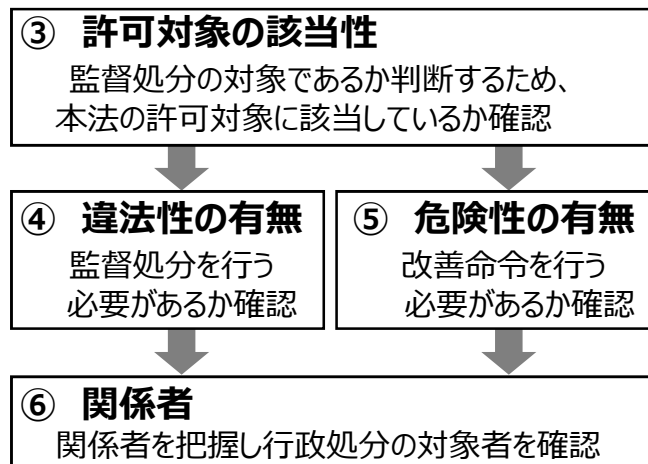 ③ 許可対象の該当性
監督処分の対象であるか判断するため、
本法の許可対象に該当しているか確認
④ 違法性の有無
監督処分を行う
必要があるか確認
⑤ 危険性の有無
改善命令を行う
必要があるか確認
⑥ 関係者
関係者を把握し行政処分の対象者を確認